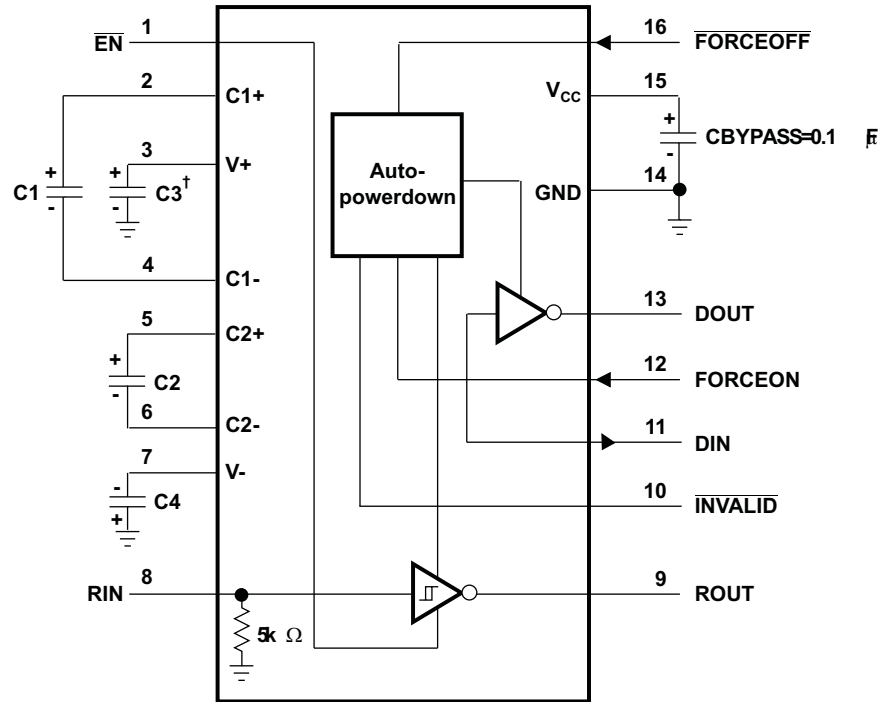 1
EN
2
C1+
3
V+
+
-
C1
+
-
C3†
4
C1-
5
C2+
+
-
C2
6
C2-
7
V-
-
+
C4
8
RIN
5k Ω
Auto-
powerdown
16
FORCEOFF
15
VCC
+
-
CBYPASS=0.1 µF
14
GND
13
DOUT
12
FORCEON
11
DIN
10
INVALID
9
ROUT